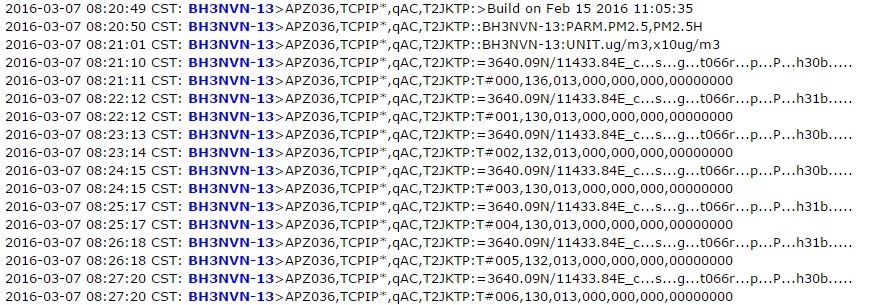 2016-03-07 08:20:49 CST: BH3NVN-13>APZ036,TCPIP*,qAC,T2JKTP:>Build on Feb 15 2016 11:05:35
2016-03-07 08:20:50 CST: BH3NVN-13>APZ036,TCPIP*,qAC,T2JKTP::BH3NVN-13:PARM.PM2.5,PM2.5H
2016-03-07 08:21:01 CST: BH3NVN-13>APZ036,TCPIP*,qAC,T2JKTP::BH3NVN-13:UNIT.ug/m3,x10ug/m3
2016-03-07 08:21:10 CST: BH3NVN-13>APZ036,TCPIP*,qAC,T2JKTP:=3640.09N/11433.84E_c...s...g...t066r...p...P...h30b.....
2016-03-07 08:21:11 CST: BH3NVN-13>APZ036,TCPIP*,qAC,T2JKTP:T#000,136,013,000,000,000,00000000
2016-03-07 08:22:12 CST: BH3NVN-13>APZ036,TCPIP*,qAC,T2JKTP:=3640.09N/11433.84E_c...s...g...t066r...p...P...h31b.....
2016-03-07 08:22:12 CST: BH3NVN-13>APZ036,TCPIP*,qAC,T2JKTP:T#001,130,013,000,000,000,00000000
2016-03-07 08:23:13 CST: BH3NVN-13>APZ036,TCPIP*,qAC,T2JKTP:=3640.09N/11433.84E_c...s...g...t066r...p...P...h30b.....
2016-03-07 08:23:14 CST: BH3NVN-13>APZ036,TCPIP*,qAC,T2JKTP:T#002,132,013,000,000,000,00000000
2016-03-07 08:24:15 CST: BH3NVN-13>APZ036,TCPIP*,qAC,T2JKTP:=3640.09N/11433.84E_c...s...g...t066r...p...P...h30b.....
2016-03-07 08:24:15 CST: BH3NVN-13>APZ036,TCPIP*,qAC,T2JKTP:T#003,130,013,000,000,000,00000000
2016-03-07 08:25:17 CST: BH3NVN-13>APZ036,TCPIP*,qAC,T2JKTP:=3640.09N/11433.84E_c...s...g...t066r...p...P...h31b.....
2016-03-07 08:25:17 CST: BH3NVN-13>APZ036,TCPIP*,qAC,T2JKTP:T#004,130,013,000,000,000,00000000
2016-03-07 08:26:18 CST: BH3NVN-13>APZ036,TCPIP*,qAC,T2JKTP:=3640.09N/11433.84E_c...s...g...t066r...p...P...h31b.....
2016-03-07 08:26:18 CST: BH3NVN-13>APZ036,TCPIP*,qAC,T2JKTP:T#005,132,013,000,000,000,00000000
2016-03-07 08:27:20 CST: BH3NVN-13>APZ036,TCPIP*,qAC,T2JKTP:=3640.09N/11433.84E_c...s...g...t066r...p...P...h30b.....
2016-03-07 08:27:20 CST: BH3NVN-13>APZ036,TCPIP*,qAC,T2JKTP:T#006,130,013,000,000,000,00000000